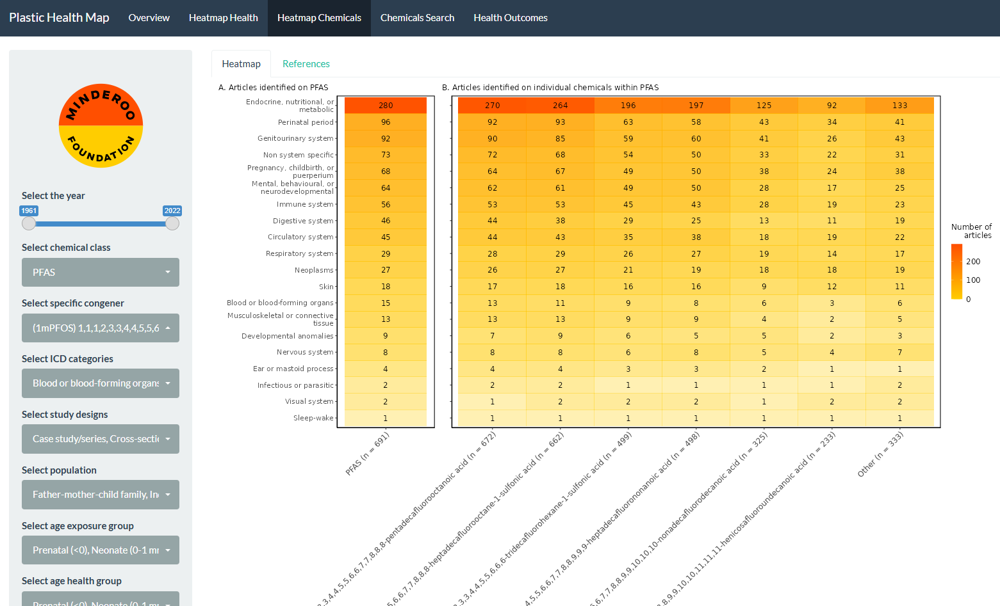 Plastic Health Map Overview Heatmap Health Heatmap Chemicals Chemicals Search Health Outcomes
MINDEROO
FOUNDATION
Select the year
1961 2022
Select chemical class
PFAS
Select specific congener
(1mPFOS) 1,1,1,2,3,3,4,4,5,5,6
Select ICD categories
Blood or blood-forming organs
Select study designs
Case study/series, Cross-secti
Select population
Father-mother-child family, In
Select age exposure group
Prenatal (<0), Neonate (0-1 m
Select age health group
Prenatal (<0), Neonate (0-1 m
Heatmap References
A. Articles identified on PFAS B. Articles identified on individual chemicals within PFAS
Endocrine, nutritional, or
metabolic 280 270 264 196 197 125 92 133
Perinatal period 96 92 93 63 58 43 34 41
Genitourinary system 92 90 85 59 60 41 26 43
Non system specific 73 72 68 54 50 33 22 31
Pregnancy, childbirth, or
puerperium 68 64 67 49 50 38 24 38
Mental, behavioural, or
neurodevelopmental 64 62 61 49 50 28 17 25
Immune system 56 53 53 45 43 28 19 23
Digestive system 46 44 38 29 25 13 11 19
Circulatory system 45 44 43 35 38 18 19 22
Respiratory system 29 28 29 26 27 19 14 17
Neoplasms 27 26 27 21 19 18 18 19
Skin 18 17 18 16 16 9 12 11
Blood or blood-forming organs 15 13 11 9 8 6 3 6
Musculoskeletal or connective
tissue 13 13 13 9 9 4 2 5
Developmental anomalies 9 7 9 6 5 5 2 3
Nervous system 8 8 8 6 8 5 4 7
Ear or mastoid process 4 4 4 3 3 2 1 1
Infectious or parasitic 2 2 2 1 1 1 1 2
Visual system 2 1 2 2 2 1 2 2
Sleep-wake 1 1 1 1 1 1 1 1
PFAS (n = 691)
,3,4,4,5,5,6,6,7,7,8,8,8-pentadecafluorooctanoic acid (n = 672)
5,6,6,7,7,8,8,8-heptadecafluorooctane-1-sulfonic acid (n = 662)
,3,3,4,4,5,5,6,6,6-tridecafluorohexane-1-sulfonic acid (n = 499)
4,5,5,6,6,7,7,8,8,9,9,9-heptadecafluorononanoic acid (n = 498)
,6,7,7,8,8,9,9,10,10,10-nonadecafluorodecanoic acid (n = 325)
,8,9,9,10,10,11,11,11-henicosafluoroundecanoic acid (n = 233)
Other (n = 333)
Number of
articles
200
100
0